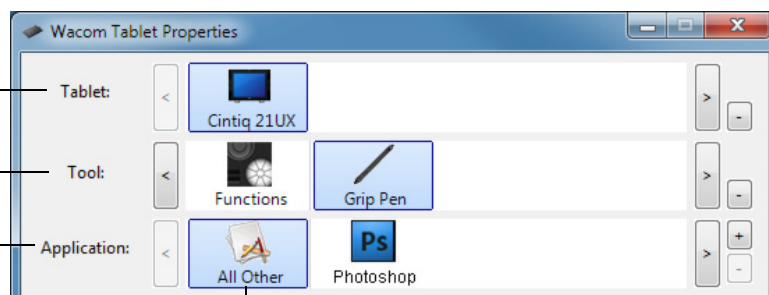 Wacom Tablet Properties
Tablet:
<
Cintiq 21UX
>
-
Tool:
<
Functions
Grip Pen
>
-
Application:
<
All Other
Ps
Photoshop
>
+
-